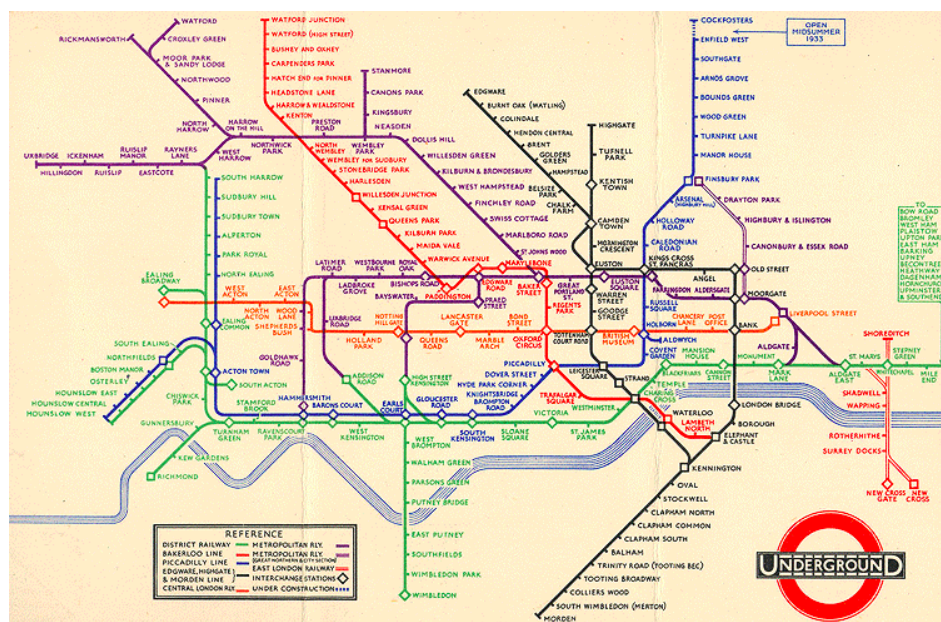 WATFORD
RICKMANSWORTH
CROXLEY GREEN
MOOR PARK
& SANDY LODGE
NORTHWOOD
PINNER
NORTH
HARROW
HARROW
ON THE HILL
WEST
HARROW
RAYNERS
LANE
UXBRIDGE
ICKENHAM
RUISLIP
MANOR
HILLINGDON
RUISLIP
EASTCOTE
WATFORD JUNCTION
WATFORD (HIGH STREET)
BUSHEY AND OXHEY
CARPENDERS PARK
HATCH END FOR PINNER
HEADSTONE LANE
HARROW & WEALDSTONE
KENTON
NORTHWICK
PARK
PRESTON
ROAD
NORTH
WEMBLEY
WEMBLEY FOR SUDBURY
STONEBRIDGE PARK
HARLESDEN
WILLESDEN JUNCTION
KENSAL GREEN
QUEENS PARK
KILBURN PARK
MAIDA VALE
WARWICK AVENUE
PADDINGTON
STANMORE
CANONS PARK
KINGSBURY
WEMBLEY
PARK
NEASDEN
DOLLIS HILL
WILLESDEN GREEN
KILBURN & BRONDESBURY
WEST HAMPSTEAD
FINCHLEY ROAD
SWISS COTTAGE
MARLBORO ROAD
ST. JOHNS WOOD
EDGWARE
BURNT OAK (WATLING)
COLINDALE
HENDON CENTRAL
BRENT
GOLDERS
GREEN
HAMPSTEAD
BELSIZE
PARK
CHALK
FARM
HIGHGATE
TUFNELL
PARK
KENTISH
TOWN
CAMDEN
TOWN
MORNINGTON
CRESCENT
EUSTON
COCKFOSTERS
OPEN
MIDSUMMER
1933
ENFIELD WEST
SOUTHGATE
ARNOS GROVE
BOUNDS GREEN
WOOD GREEN
TURNPIKE LANE
MANOR HOUSE
FINSBURY PARK
ARSENAL
(HIGHBURY HILL)
HOLLOWAY
ROAD
CALEDONIAN
ROAD
KINGS CROSS
ST. PANCRAS
DRAYTON PARK
HIGHBURY & ISLINGTON
CANONBURY & ESSEX ROAD
OLD STREET
MOORGATE
ANGEL
TO
BOW ROAD
BROMLEY
WEST HAM
PLAISTOW
UPTON PARK
EAST HAM
BARKING
UPNEY
BECONTREE
HEATHWAY
DAGENHAM
HORNCHURCH
UPMINSTER
& SOUTHEND
SOUTH HARROW
SUDBURY HILL
SUDBURY TOWN
ALPERTON
PARK ROYAL
NORTH EALING
EALING
BROADWAY
EALING
COMMON
WEST
ACTON
EAST
ACTON
NORTH
ACTON
WOOD
LANE
SHEPHERDS
BUSH
SOUTH EALING
NORTHFIELDS
BOSTON MANOR
OSTERLEY
HOUNSLOW EAST
HOUNSLOW CENTRAL
HOUNSLOW WEST
ACTON TOWN
SOUTH ACTON
CHISWICK
PARK
GUNNERSBURY
KEW GARDENS
RICHMOND
TURNHAM
GREEN
STAMFORD
BROOK
RAVENSCOURT
PARK
HAMMERSMITH
GOLDHAWK
ROAD
LATIMER
ROAD
LADBROKE
GROVE
WESTBOURNE
PARK
ROYAL
OAK
BISHOPS ROAD
UXBRIDGE
ROAD
HOLLAND
PARK
NOTTING
HILL GATE
BAYSWATER
PRAED
STREET
EDGWARE
ROAD
MARYLEBONE
BAKER
STREET
GREAT
PORTLAND ST.
REGENTS
PARK
EUSTON
SQUARE
WARREN
STREET
GOODGE
STREET
RUSSEL
SQUARE
FARRINGDON
ALDERSGATE
QUEENS
ROAD
LANCASTER
GATE
MARBLE
ARCH
BOND
STREET
OXFORD
CIRCUS
TOTTENHAM
COURT ROAD
BRITISH
MUSEUM
HOLBORN
ALDWYCH
CHANCERY
LANE
POST
OFFICE
BANK
LIVERPOOL STREET
ALDGATE
ADDISON
ROAD
HIGH STREET
KENSINGTON
BARONS COURT
WEST
KENSINGTON
EARLS
COURT
GLOUCESTER
ROAD
SOUTH
KENSINGTON
SLOANE
SQUARE
VICTORIA
ST. JAMES
PARK
WESTMINSTER
PICCADILLY
DOVER STREET
HYDE PARK CORNER
KNIGHTSBRIDGE
BROMPTON
ROAD
COVENT
GARDEN
LEICESTER
SQUARE
STRAND
TRAFALGAR
SQUARE
CHARING
CROSS
TEMPLE
BLACKFRIARS
MANSION
HOUSE
CANNON
STREET
MONUMENT
MARK
LANE
ALDGATE
EAST
ST. MARYS
STEPNEY
GREEN
WHITECHAPEL
MILE
END
SHOREDITCH
SHADWELL
WAPPING
ROTHERHITHE
SURREY DOCKS
NEW CROSS
GATE
NEW
CROSS
WATERLOO
LAMBETH
NORTH
LONDON BRIDGE
BOROUGH
ELEPHANT
& CASTLE
KENNINGTON
OVAL
STOCKWELL
CLAPHAM NORTH
CLAPHAM COMMON
CLAPHAM SOUTH
BALHAM
TRINITY ROAD (TOOTING BEC)
TOOTING BROADWAY
COLLIERS WOOD
SOUTH WIMBLEDON (MERTON)
MORDEN
WEST
BROMPTON
WALHAM GREEN
PARSONS GREEN
PUTNEY BRIDGE
EAST PUTNEY
SOUTHFIELDS
WIMBLEDON PARK
WIMBLEDON
REFERENCE
DISTRICT RAILWAY
BAKERLOO LINE
PICCADILLY LINE
EDGWARE, HIGHGATE
& MORDEN LINE
CENTRAL LONDON RLY.
METROPOLITAN RLY.
METROPOLITAN RLY.
(GREAT NORTHERN & CITY SECTION)
EAST LONDON RAILWAY
INTERCHANGE STATIONS
UNDER CONSTRUCTION
UNDERGROUND